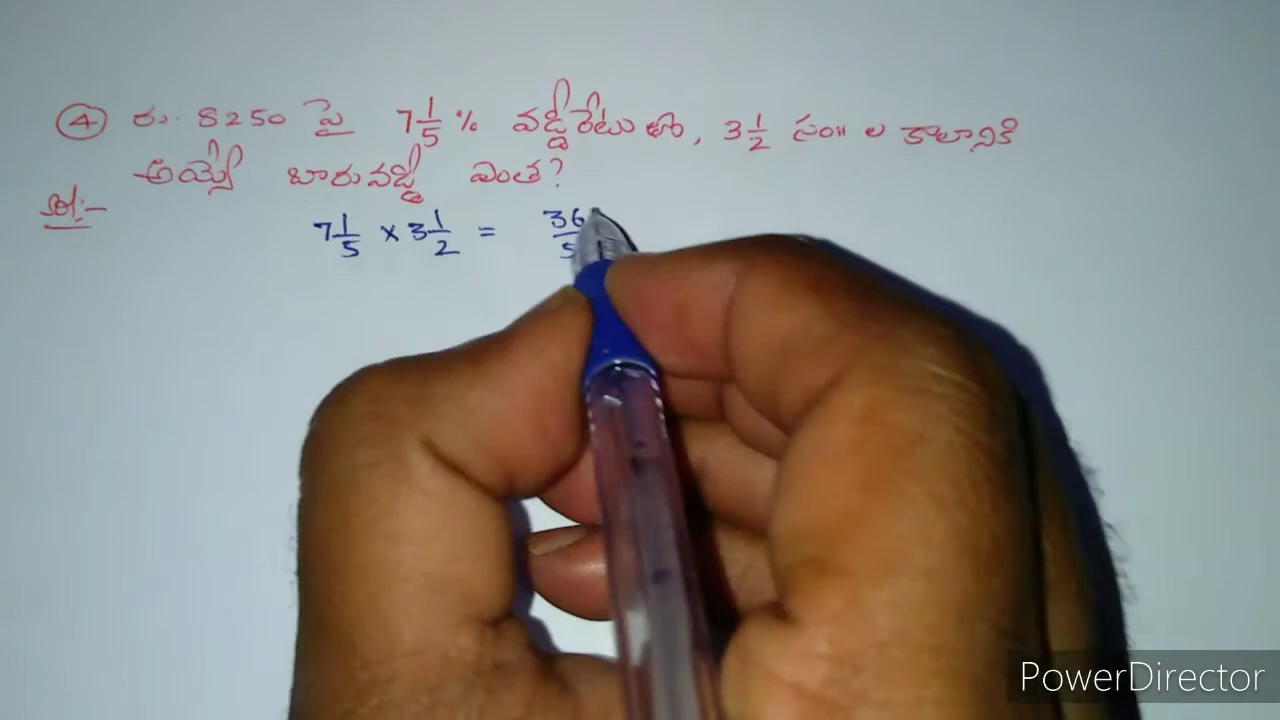 ④ రు. 8250 పై 7 1/5 % వడ్డీరేటుతో, 3 1/2 సం॥ ల కాలానికి
అయ్యే బారువడ్డీ ఎంత?
Sol:-
7 1/5 × 3 1/2 = 36/5
PowerDirector